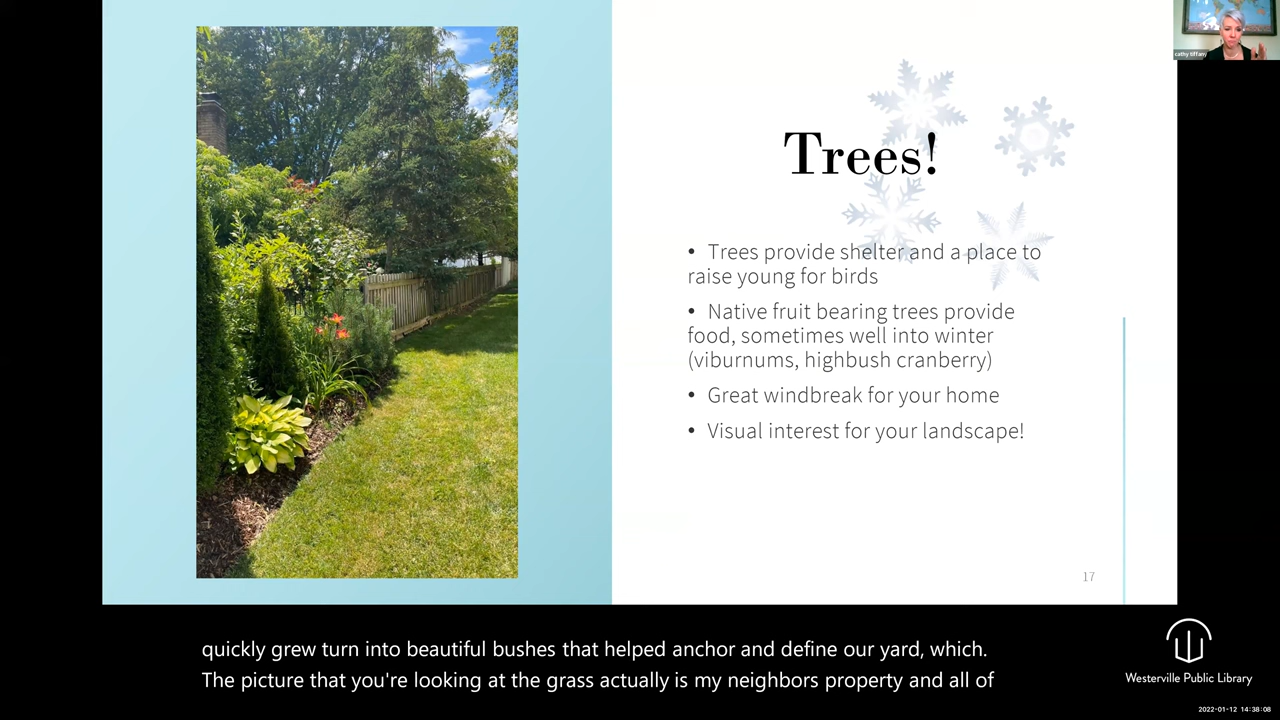 cathy tiffany
Trees!
• Trees provide shelter and a place to
raise young for birds
• Native fruit bearing trees provide
food, sometimes well into winter
(viburnums, highbush cranberry)
• Great windbreak for your home
• Visual interest for your landscape!
17
quickly grew turn into beautiful bushes that helped anchor and define our yard, which.
The picture that you're looking at the grass actually is my neighbors property and all of
Westerville Public Library
2022-01-12 14:38:08